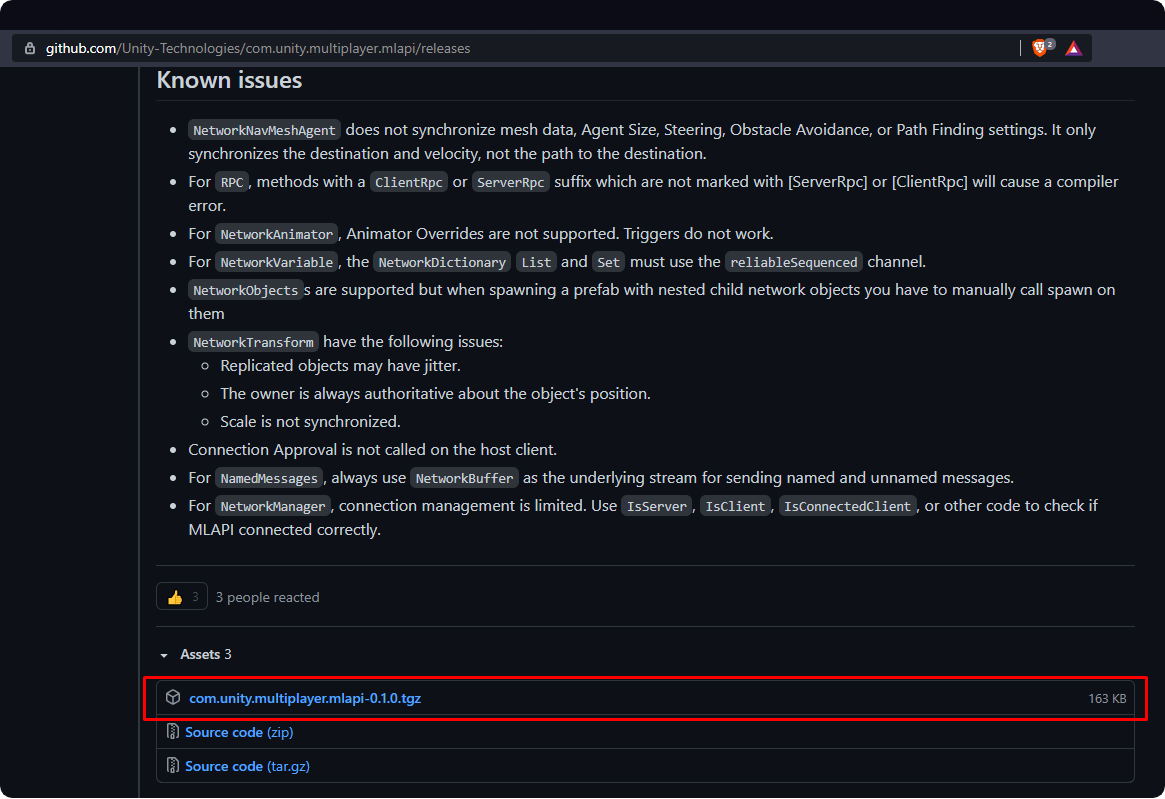 github.com/Unity-Technologies/com.unity.multiplayer.mlapi/releases
2
Known issues
NetworkNavMeshAgent does not synchronize mesh data, Agent Size, Steering, Obstacle Avoidance, or Path Finding settings. It only
synchronizes the destination and velocity, not the path to the destination.
For RPC, methods with a ClientRpc or ServerRpc suffix which are not marked with [ServerRpc] or [ClientRpc] will cause a compiler
error.
For NetworkAnimator, Animator Overrides are not supported. Triggers do not work.
For NetworkVariable, the NetworkDictionary List and Set must use the reliableSequenced channel.
NetworkObjectss are supported but when spawning a prefab with nested child network objects you have to manually call spawn on
them
NetworkTransform have the following issues:
Replicated objects may have jitter.
The owner is always authoritative about the object's position.
Scale is not synchronized.
Connection Approval is not called on the host client.
For NamedMessages, always use NetworkBuffer as the underlying stream for sending named and unnamed messages.
For NetworkManager, connection management is limited. Use IsServer, IsClient, IsConnectedClient, or other code to check if
MLAPI connected correctly.
👍 3 3 people reacted
Assets 3
com.unity.multiplayer.mlapi-0.1.0.tgz 163 KB
Source code (zip)
Source code (tar.gz)